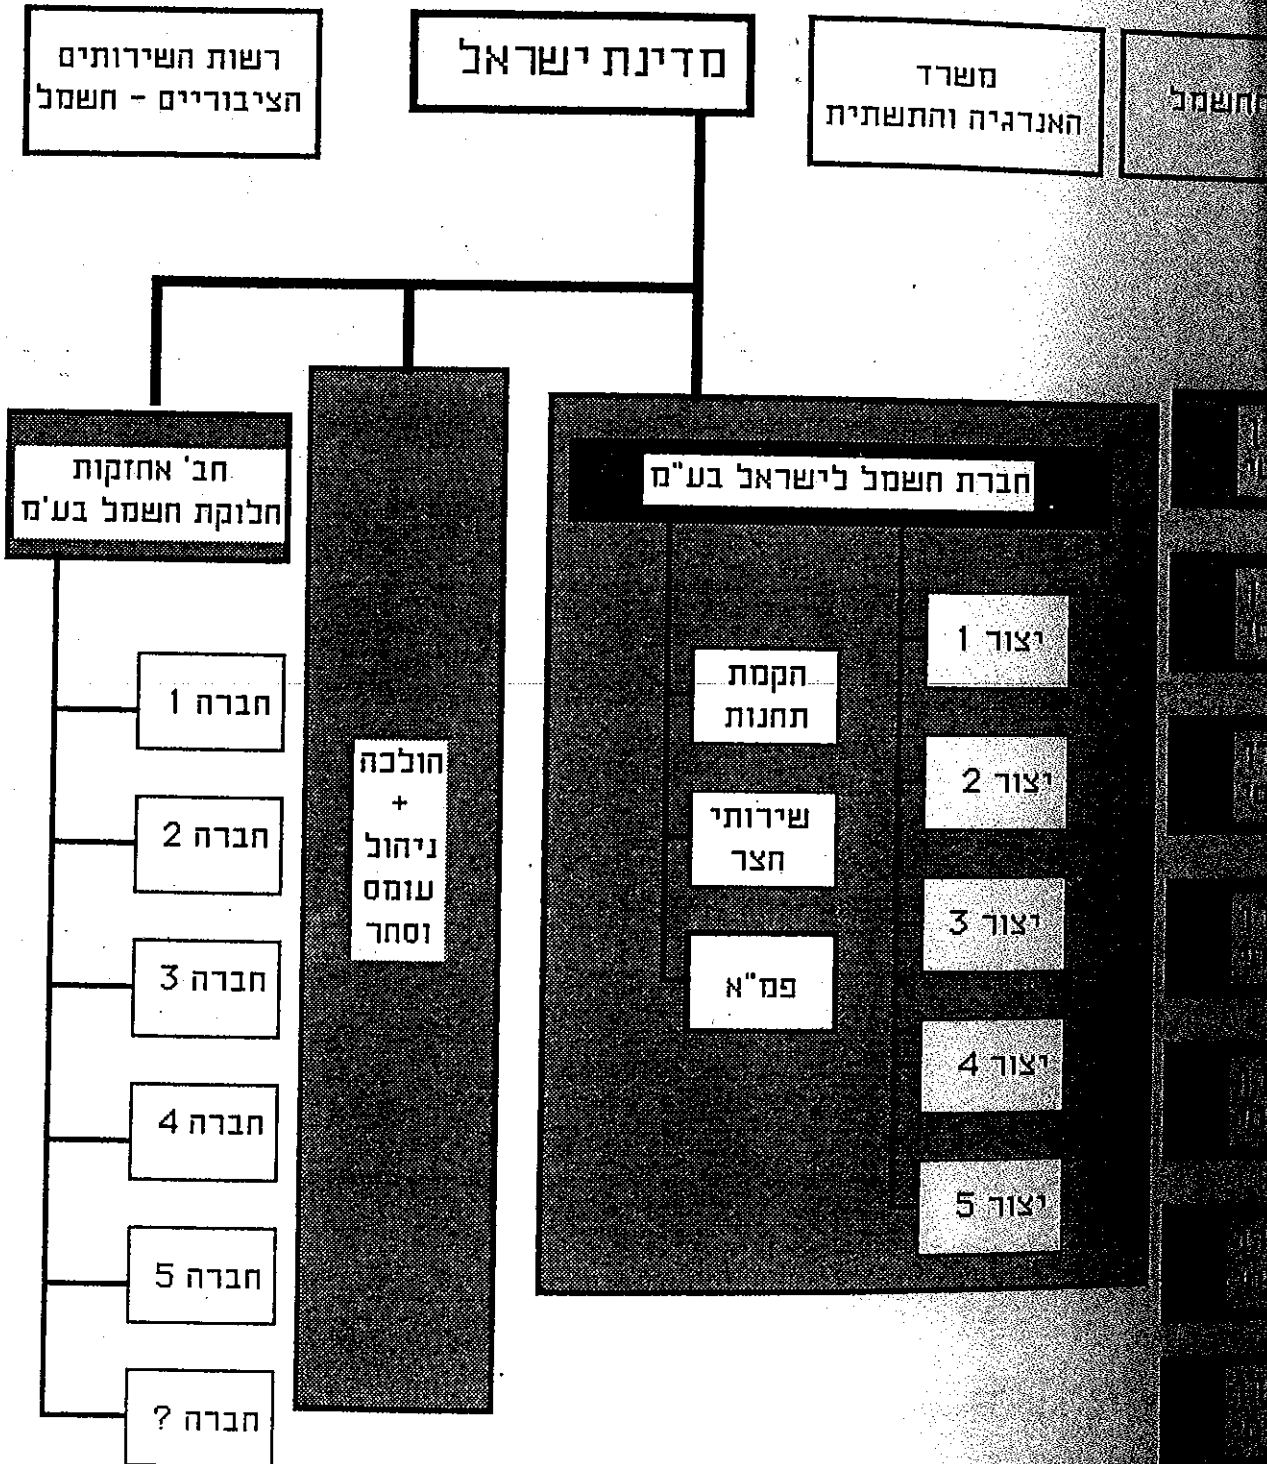 החשמל
משרד
האנרגיה והתשתית
מדינת ישראל
רשות השירותים
הציבוריים - חשמל
חברת חשמל לישראל בע"מ
יצור 1
יצור 2
יצור 3
יצור 4
יצור 5
הקמת
תחנות
שירותי
חצר
פמ"א
הולכה
+
ניהול
עומס
וסחר
חב' אחזקות
חלוקת חשמל בע'מ
חברה 1
חברה 2
חברה 3
חברה 4
חברה 5
חברה ?